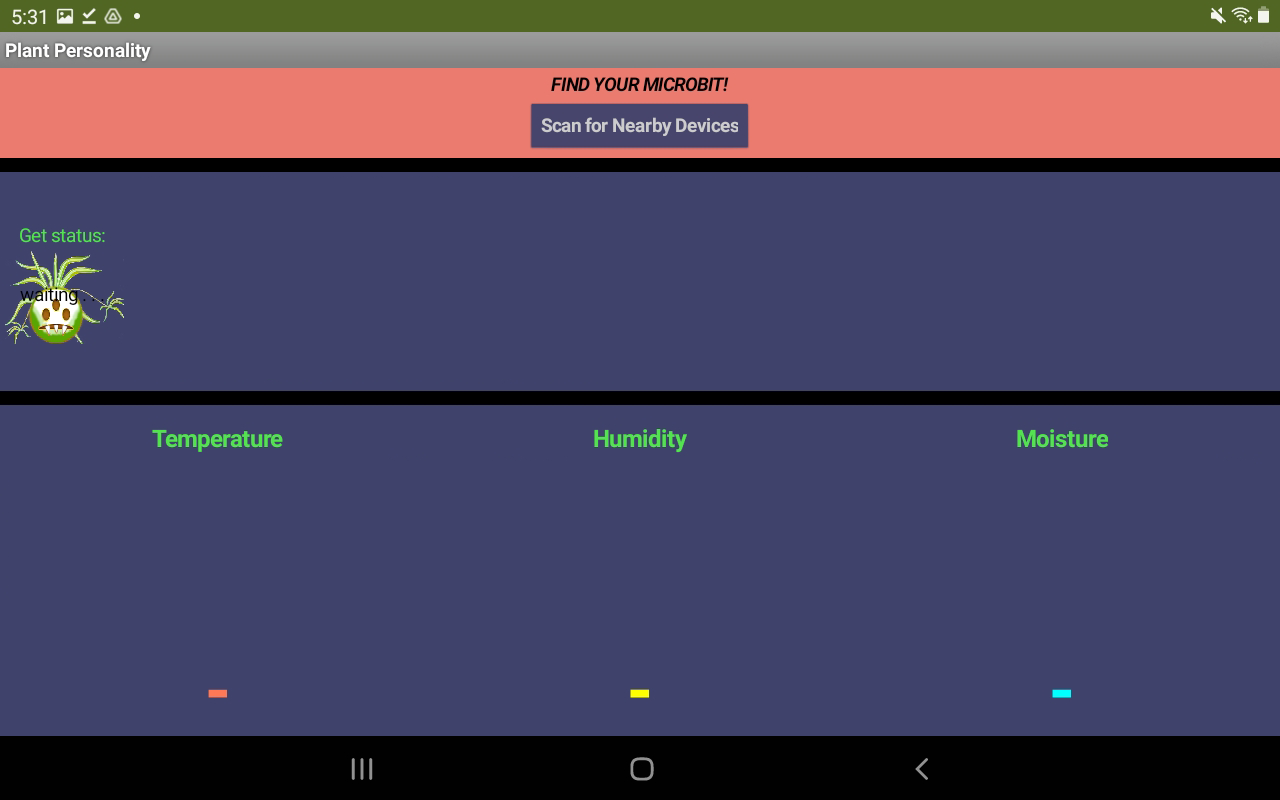 5:31
Plant Personality
FIND YOUR MICROBIT!
Scan for Nearby Devices
Get status:
waiting . .
Temperature Humidity Moisture